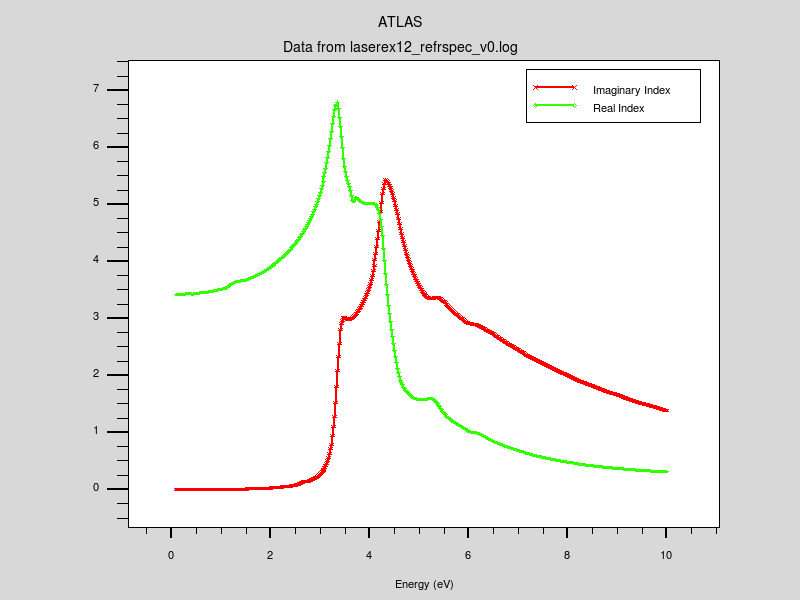 ATLAS
Data from laserex12_refrspec_v0.log
Imaginary Index
Real Index
7
6
5
4
3
2
1
0
0 2 4 6 8 10
Energy (eV)